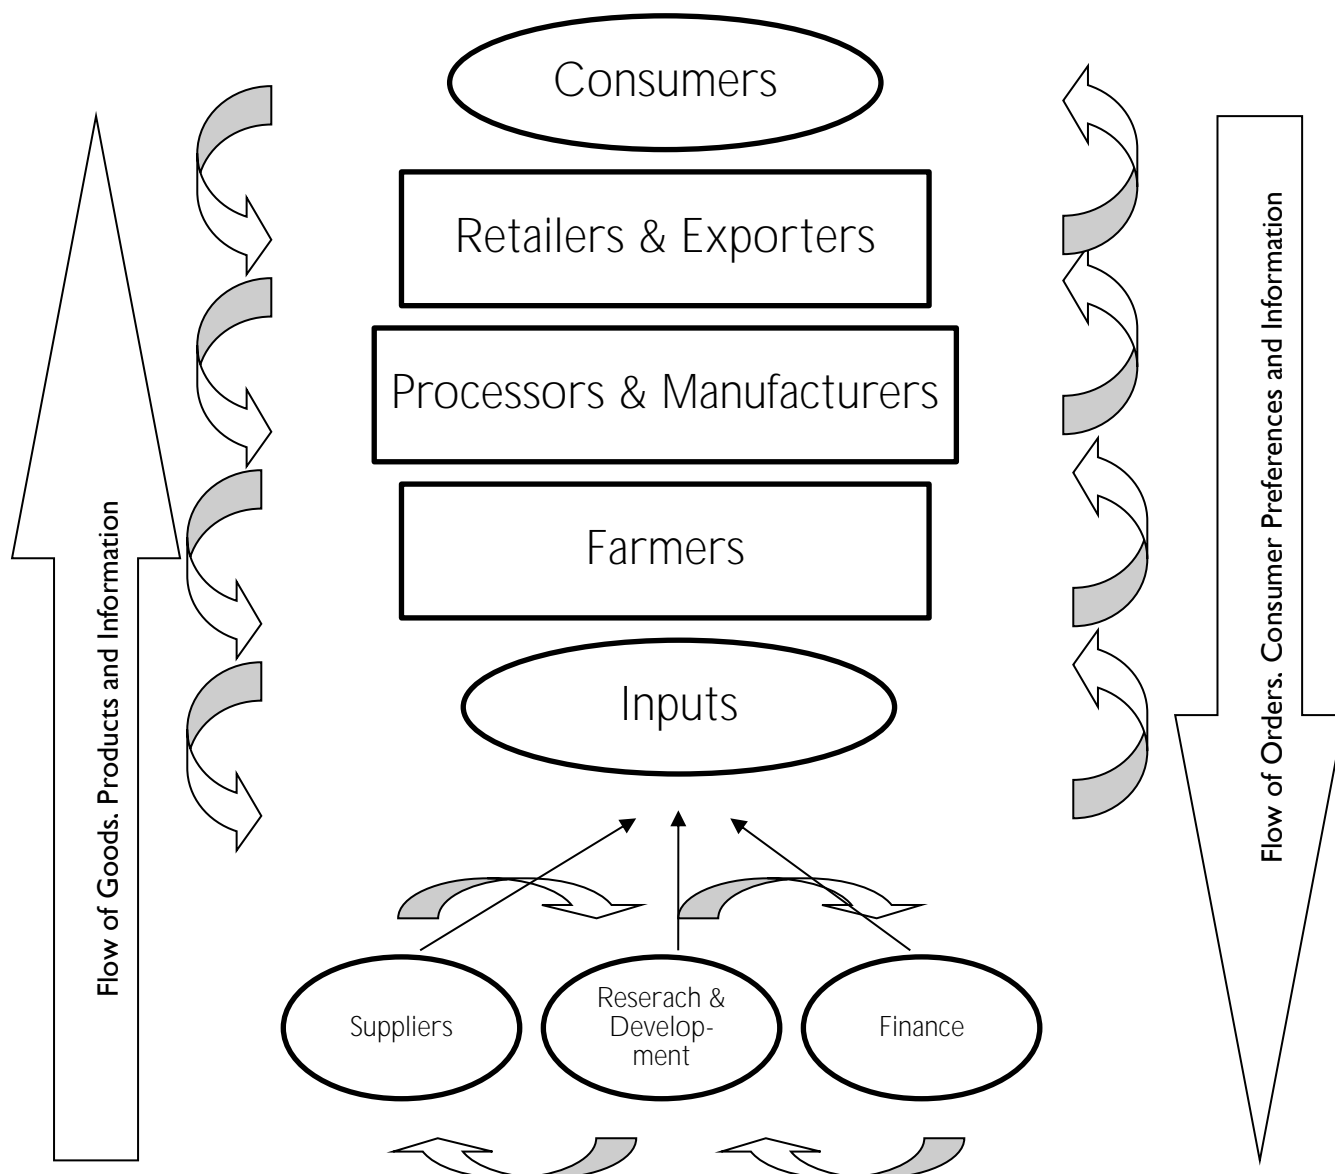 Consumers
Retailers & Exporters
Processors & Manufacturers
Farmers
Inputs
Suppliers
Reserach &
Develop-
ment
Finance
Flow of Goods. Products and Information
Flow of Orders. Consumer Preferences and Information